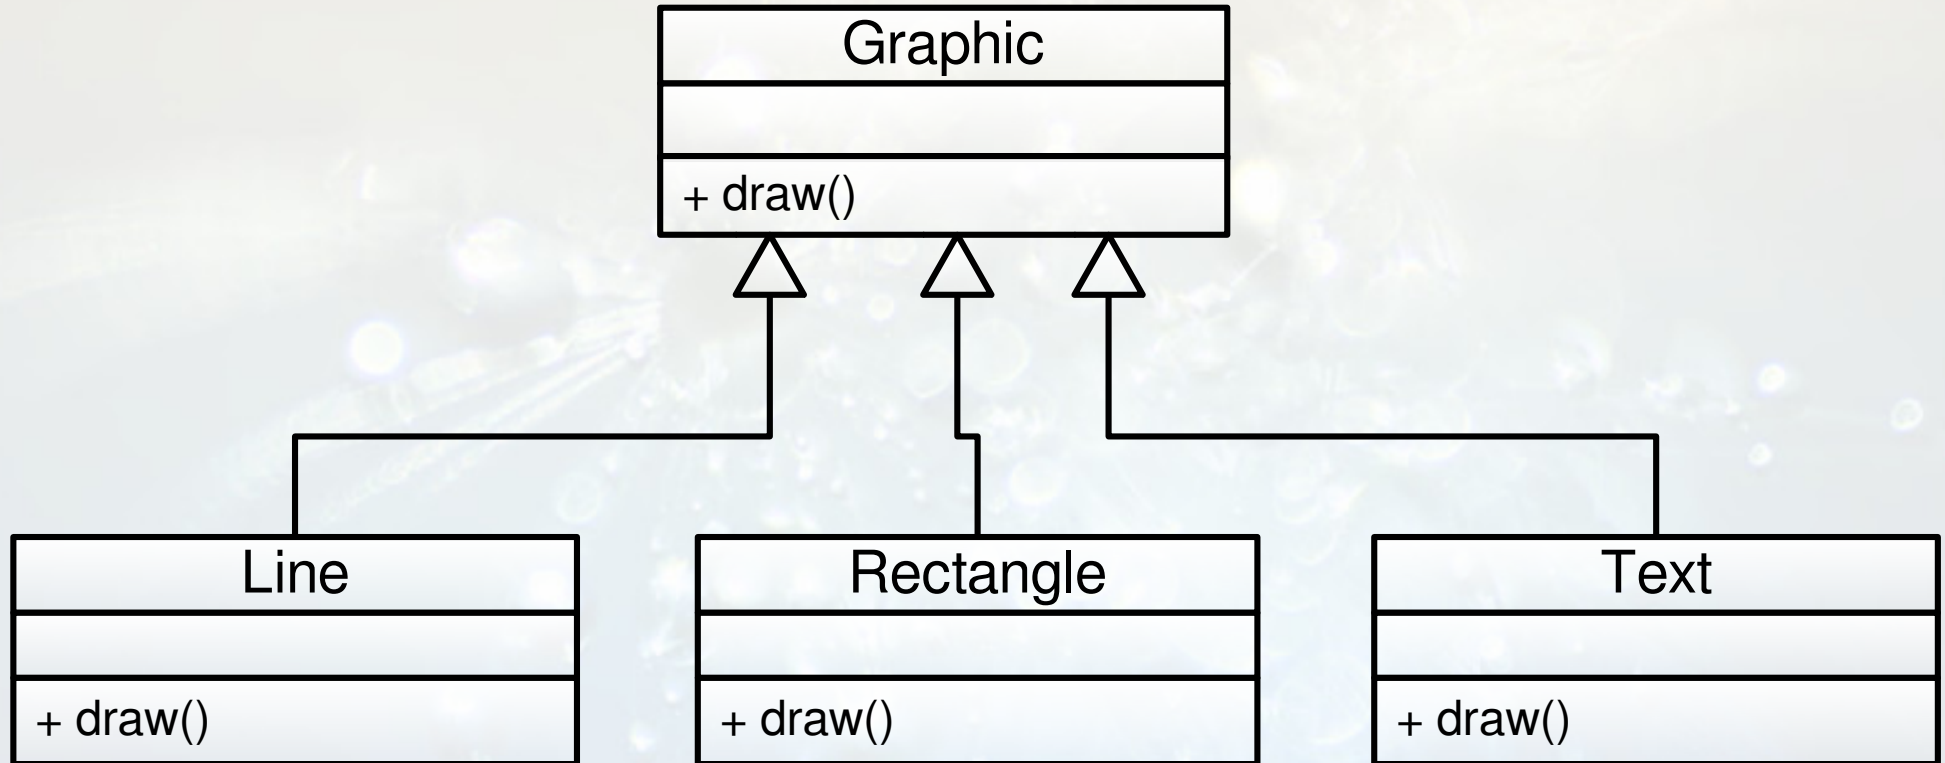 Graphic
+ draw()
Line
Rectangle
Text
+ draw()
+ draw()
+ draw()